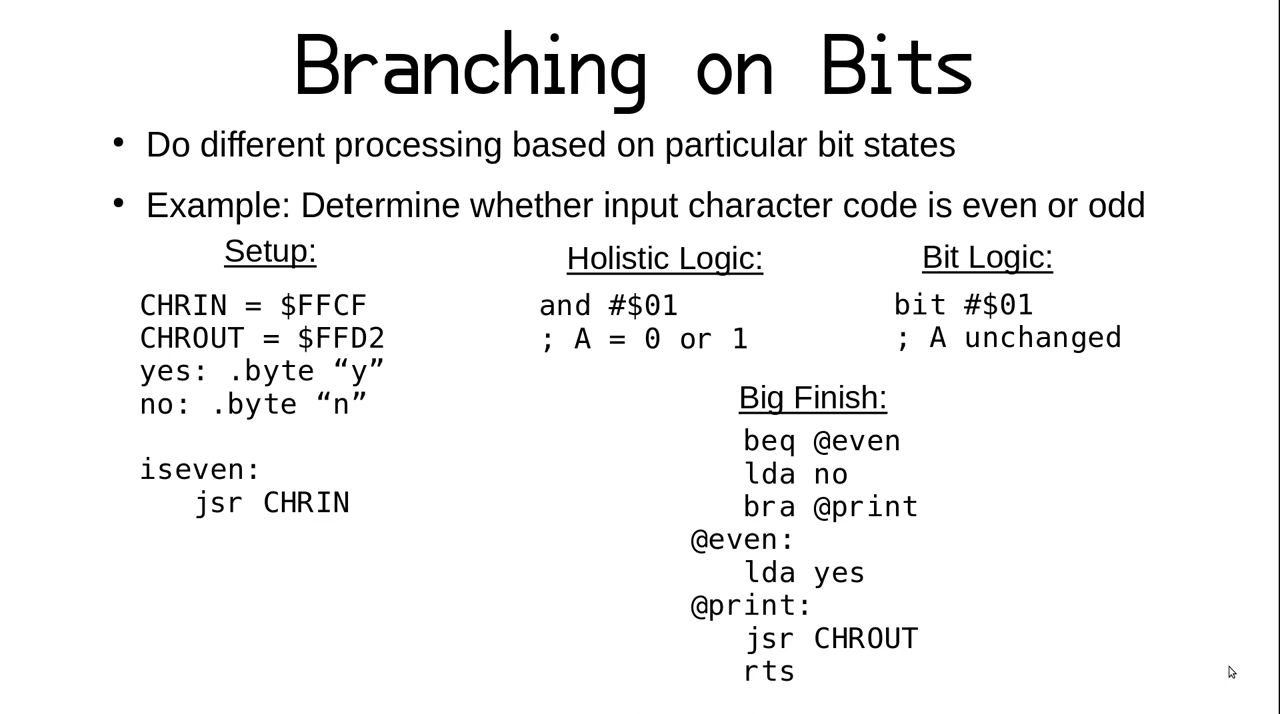 Branching on Bits
• Do different processing based on particular bit states
• Example: Determine whether input character code is even or odd
Setup:
CHRIN = $FFCF
CHROUT = $FFD2
yes: .byte “y”
no: .byte “n”
iseven:
jsr CHRIN
Holistic Logic:
and #$01
; A = 0 or 1
Bit Logic:
bit #$01
; A unchanged
Big Finish:
beq @even
lda no
bra @print
@even:
lda yes
@print:
jsr CHROUT
rts